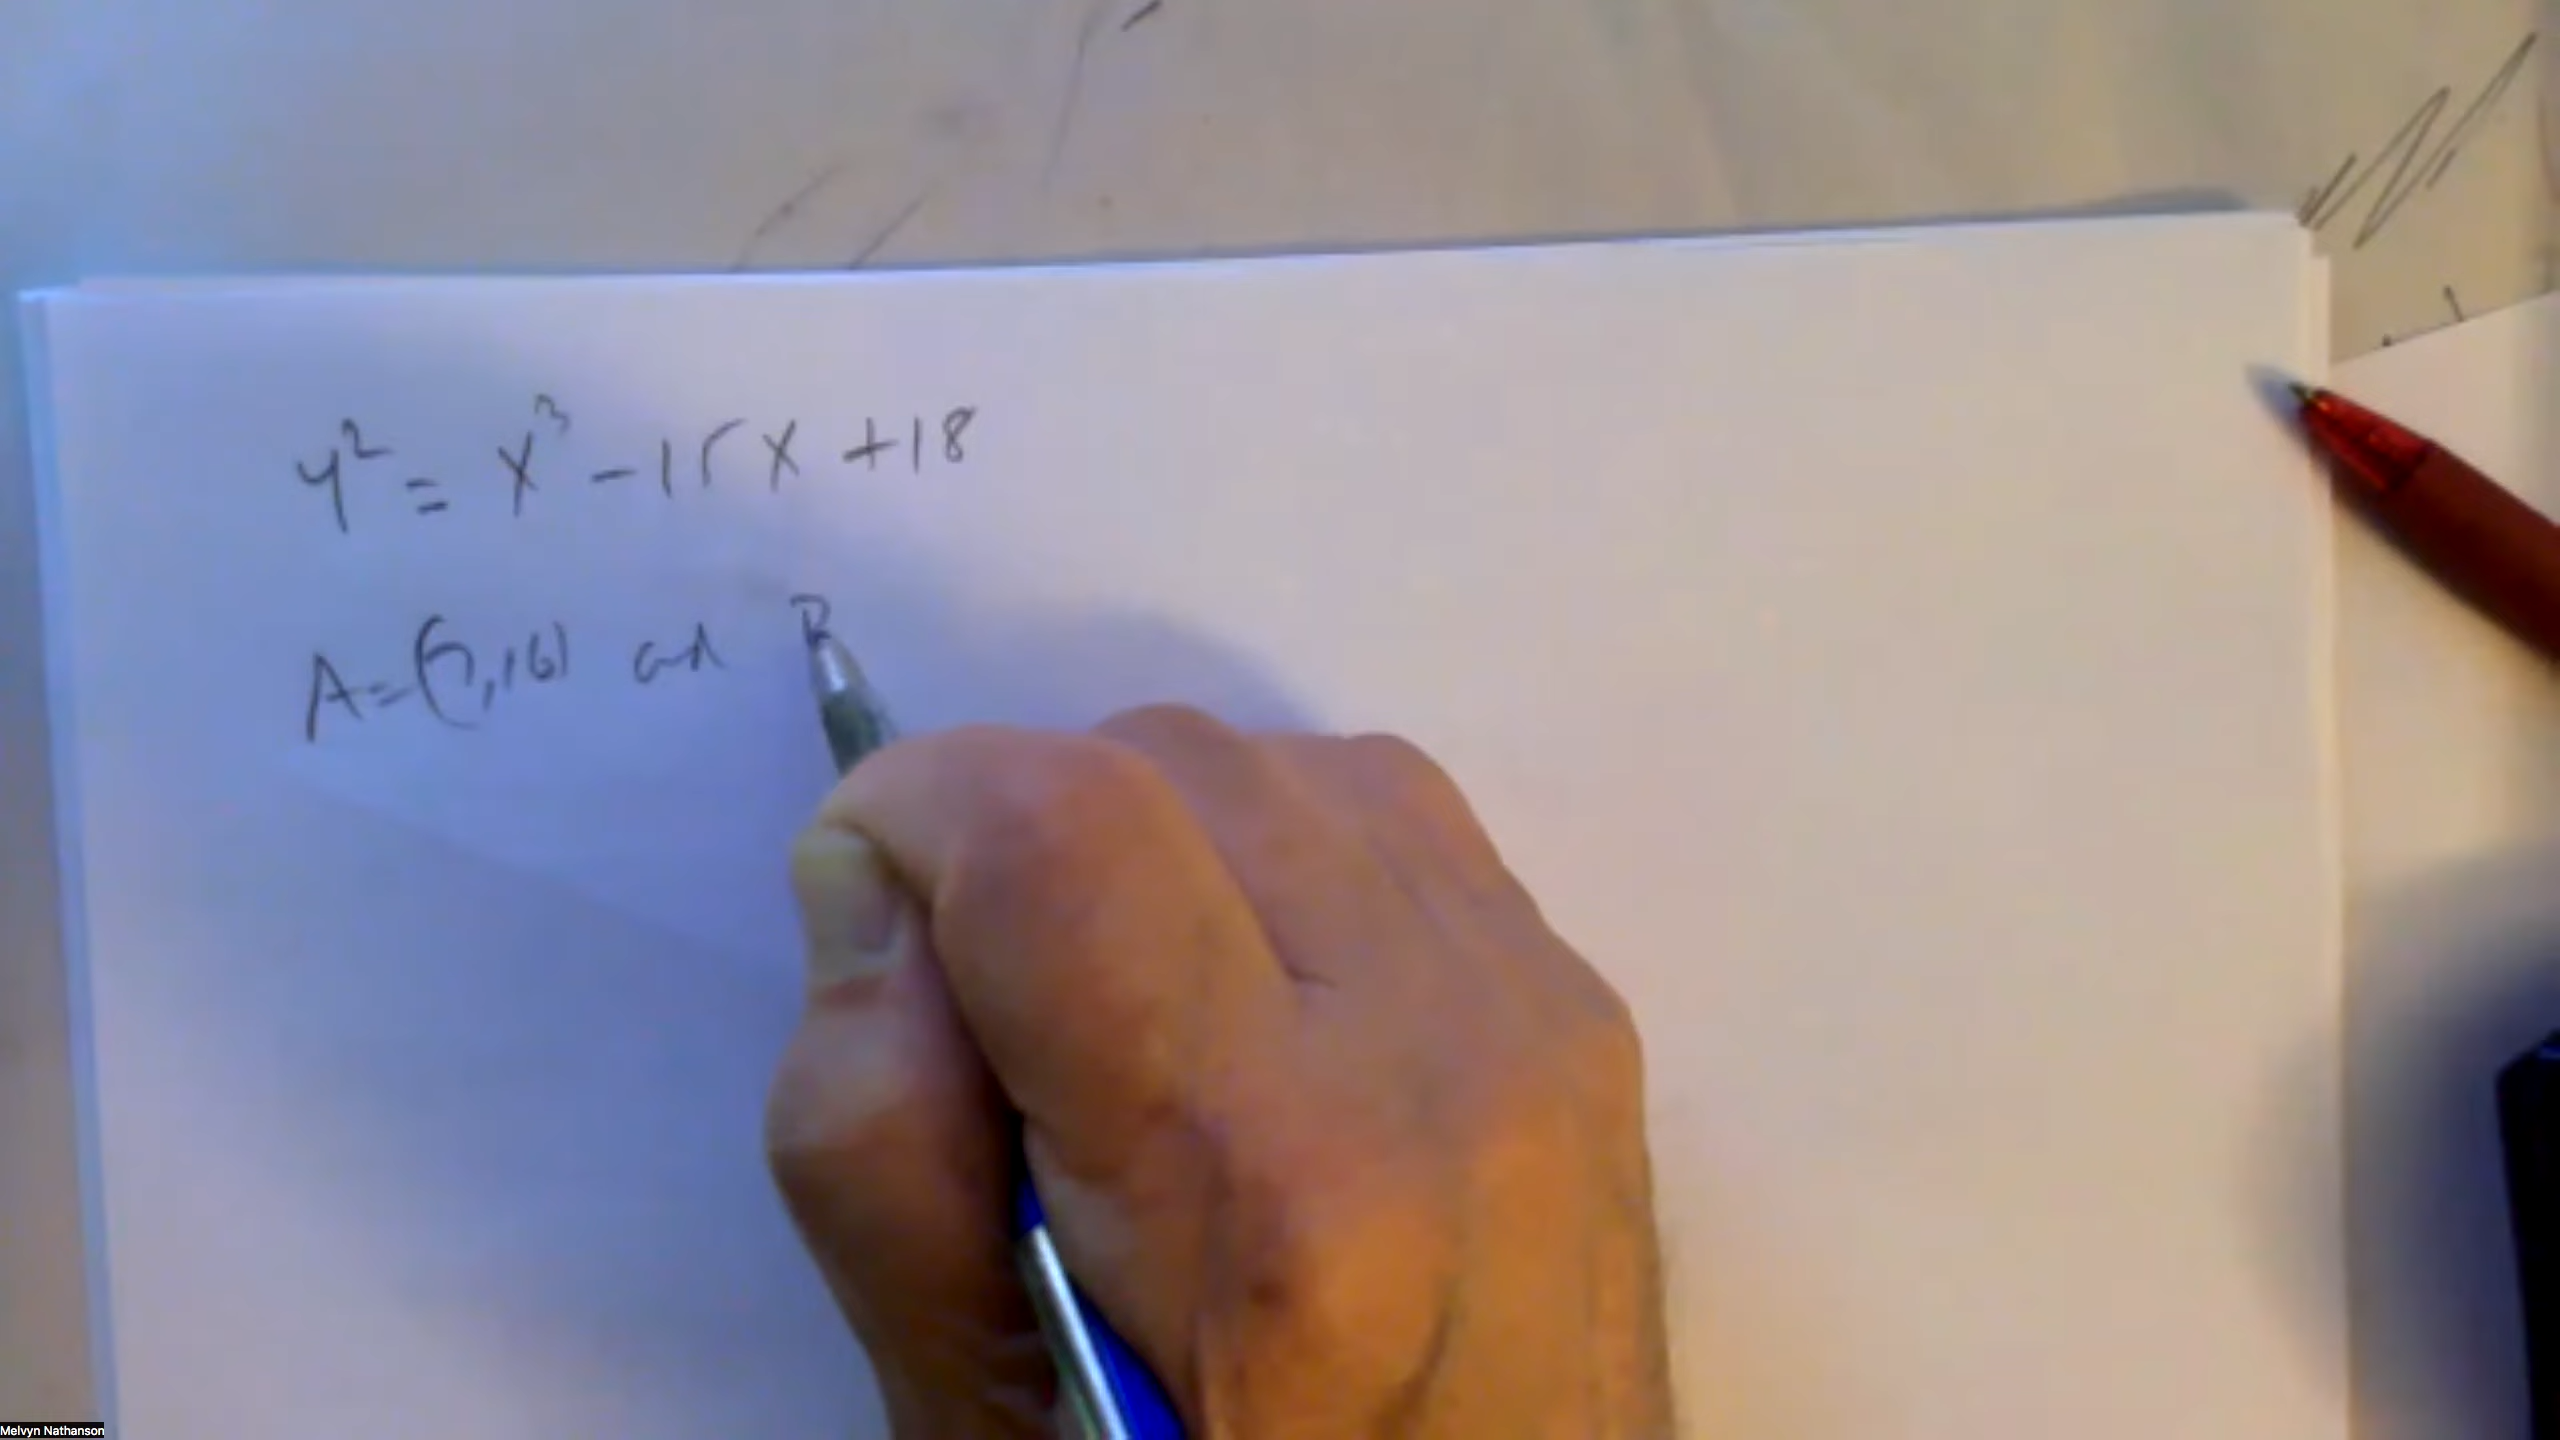 y² = x³ - 15x + 18
A = (7, 16) and B
Melvyn Nathanson